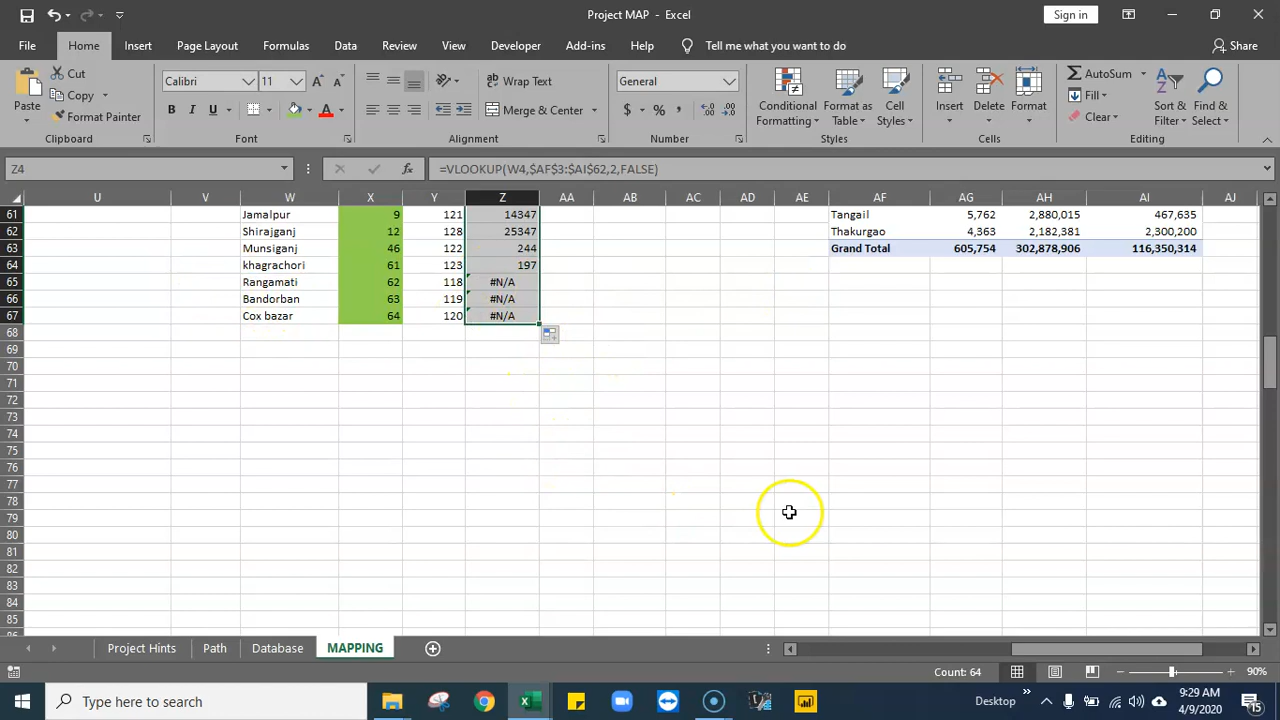 Project MAP - Excel
Sign in
File Home Insert Page Layout Formulas Data Review View Developer Add-ins Help Tell me what you want to do Share
Paste
Cut
Copy
Format Painter
Clipboard
Calibri 11
B I U
Font
ab Wrap Text
Merge & Center
Alignment
General
$ % ,
Number
Conditional Formatting
Format as Table
Cell Styles
Styles
Insert
Delete
Format
Cells
AutoSum
Fill
Clear
Sort & Filter
Find & Select
Editing
Z4 fx =VLOOKUP(W4,$AF$3:$AI$62,2,FALSE)
U V W X Y Z AA AB AC AD AE AF AG AH AI AJ
61 Jamalpur 9 121 14347 Tangail 5,762 2,880,015 467,635
62 Shirajganj 12 128 25347 Thakurgao 4,363 2,182,381 2,300,200
63 Munsiganj 46 122 244 Grand Total 605,754 302,878,906 116,350,314
64 khagrachori 61 123 197
65 Rangamati 62 118 #N/A
66 Bandorban 63 119 #N/A
67 Cox bazar 64 120 #N/A
68
69
70
71
72
73
74
75
76
77
78
79
80
81
82
83
84
85
Project Hints Path Database MAPPING
Count: 64 90%
Type here to search
Desktop
9:29 AM
4/9/2020
15